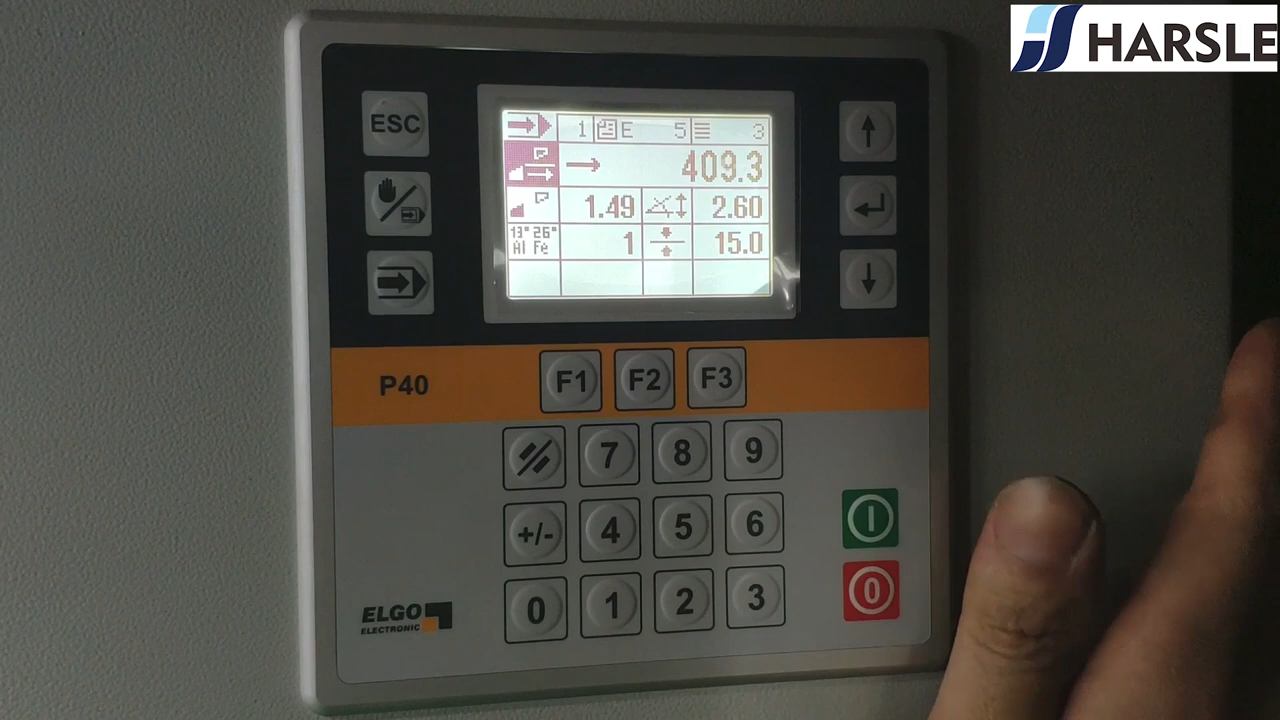 HARSLE
ESC
1 E 5 3
409.3
1.49 2.60
13° 26° 1 15.0
Al Fe
P40 F1 F2 F3
7 8 9
+/- 4 5 6
0 1 2 3
ELGO
ELECTRONIC